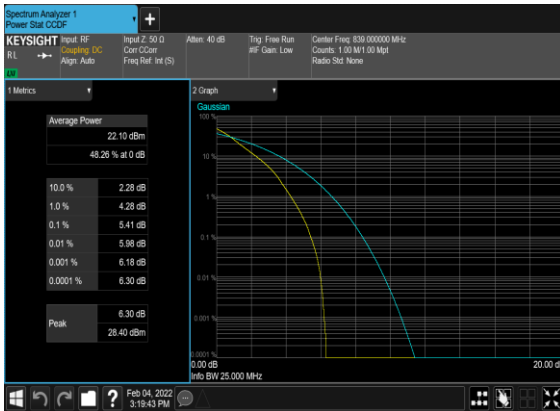 Spectrum Analyzer 1
Power Stat CCDF
+
KEYSIGHT
RL
LXI
Input: RF
Coupling: DC
Align: Auto
Input Z: 50 Ω
Corr CCorr
Freq Ref: Int (S)
Atten: 40 dB
Trig: Free Run
#IF Gain: Low
Center Freq: 839.000000 MHz
Counts: 1.00 M/1.00 Mpt
Radio Std: None
1 Metrics
Average Power
22.10 dBm
48.26 % at 0 dB
10.0 % 2.28 dB
1.0 % 4.28 dB
0.1 % 5.41 dB
0.01 % 5.98 dB
0.001 % 6.18 dB
0.0001 % 6.30 dB
Peak
6.30 dB
28.40 dBm
2 Graph
Gaussian
100 %
10 %
1 %
0.1 %
0.01 %
0.001 %
0.0001 %
0.00 dB
20.00 d
Info BW 25.000 MHz
?
Feb 04, 2022
3:19:43 PM